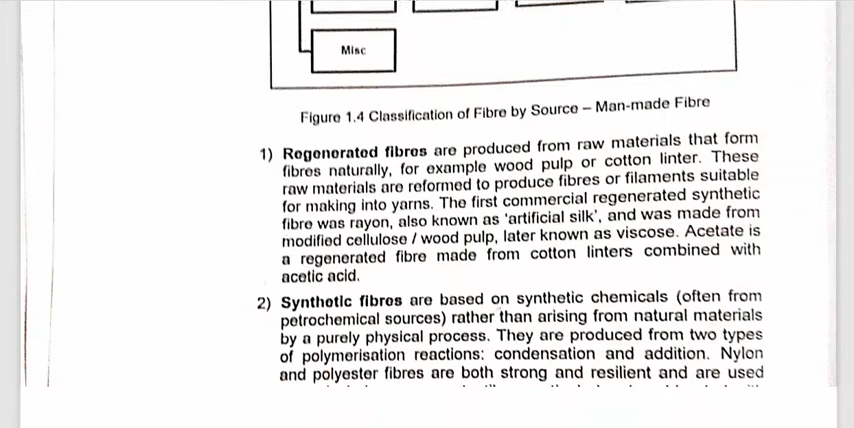 Misc
Figure 1.4 Classification of Fibre by Source – Man-made Fibre
1) Regenerated fibres are produced from raw materials that form
fibres naturally, for example wood pulp or cotton linter. These
raw materials are reformed to produce fibres or filaments suitable
for making into yarns. The first commercial regenerated synthetic
fibre was rayon, also known as 'artificial silk', and was made from
modified cellulose / wood pulp, later known as viscose. Acetate is
a regenerated fibre made from cotton linters combined with
acetic acid.
2) Synthetic fibres are based on synthetic chemicals (often from
petrochemical sources) rather than arising from natural materials
by a purely physical process. They are produced from two types
of polymerisation reactions: condensation and addition. Nylon
and polyester fibres are both strong and resilient and are used